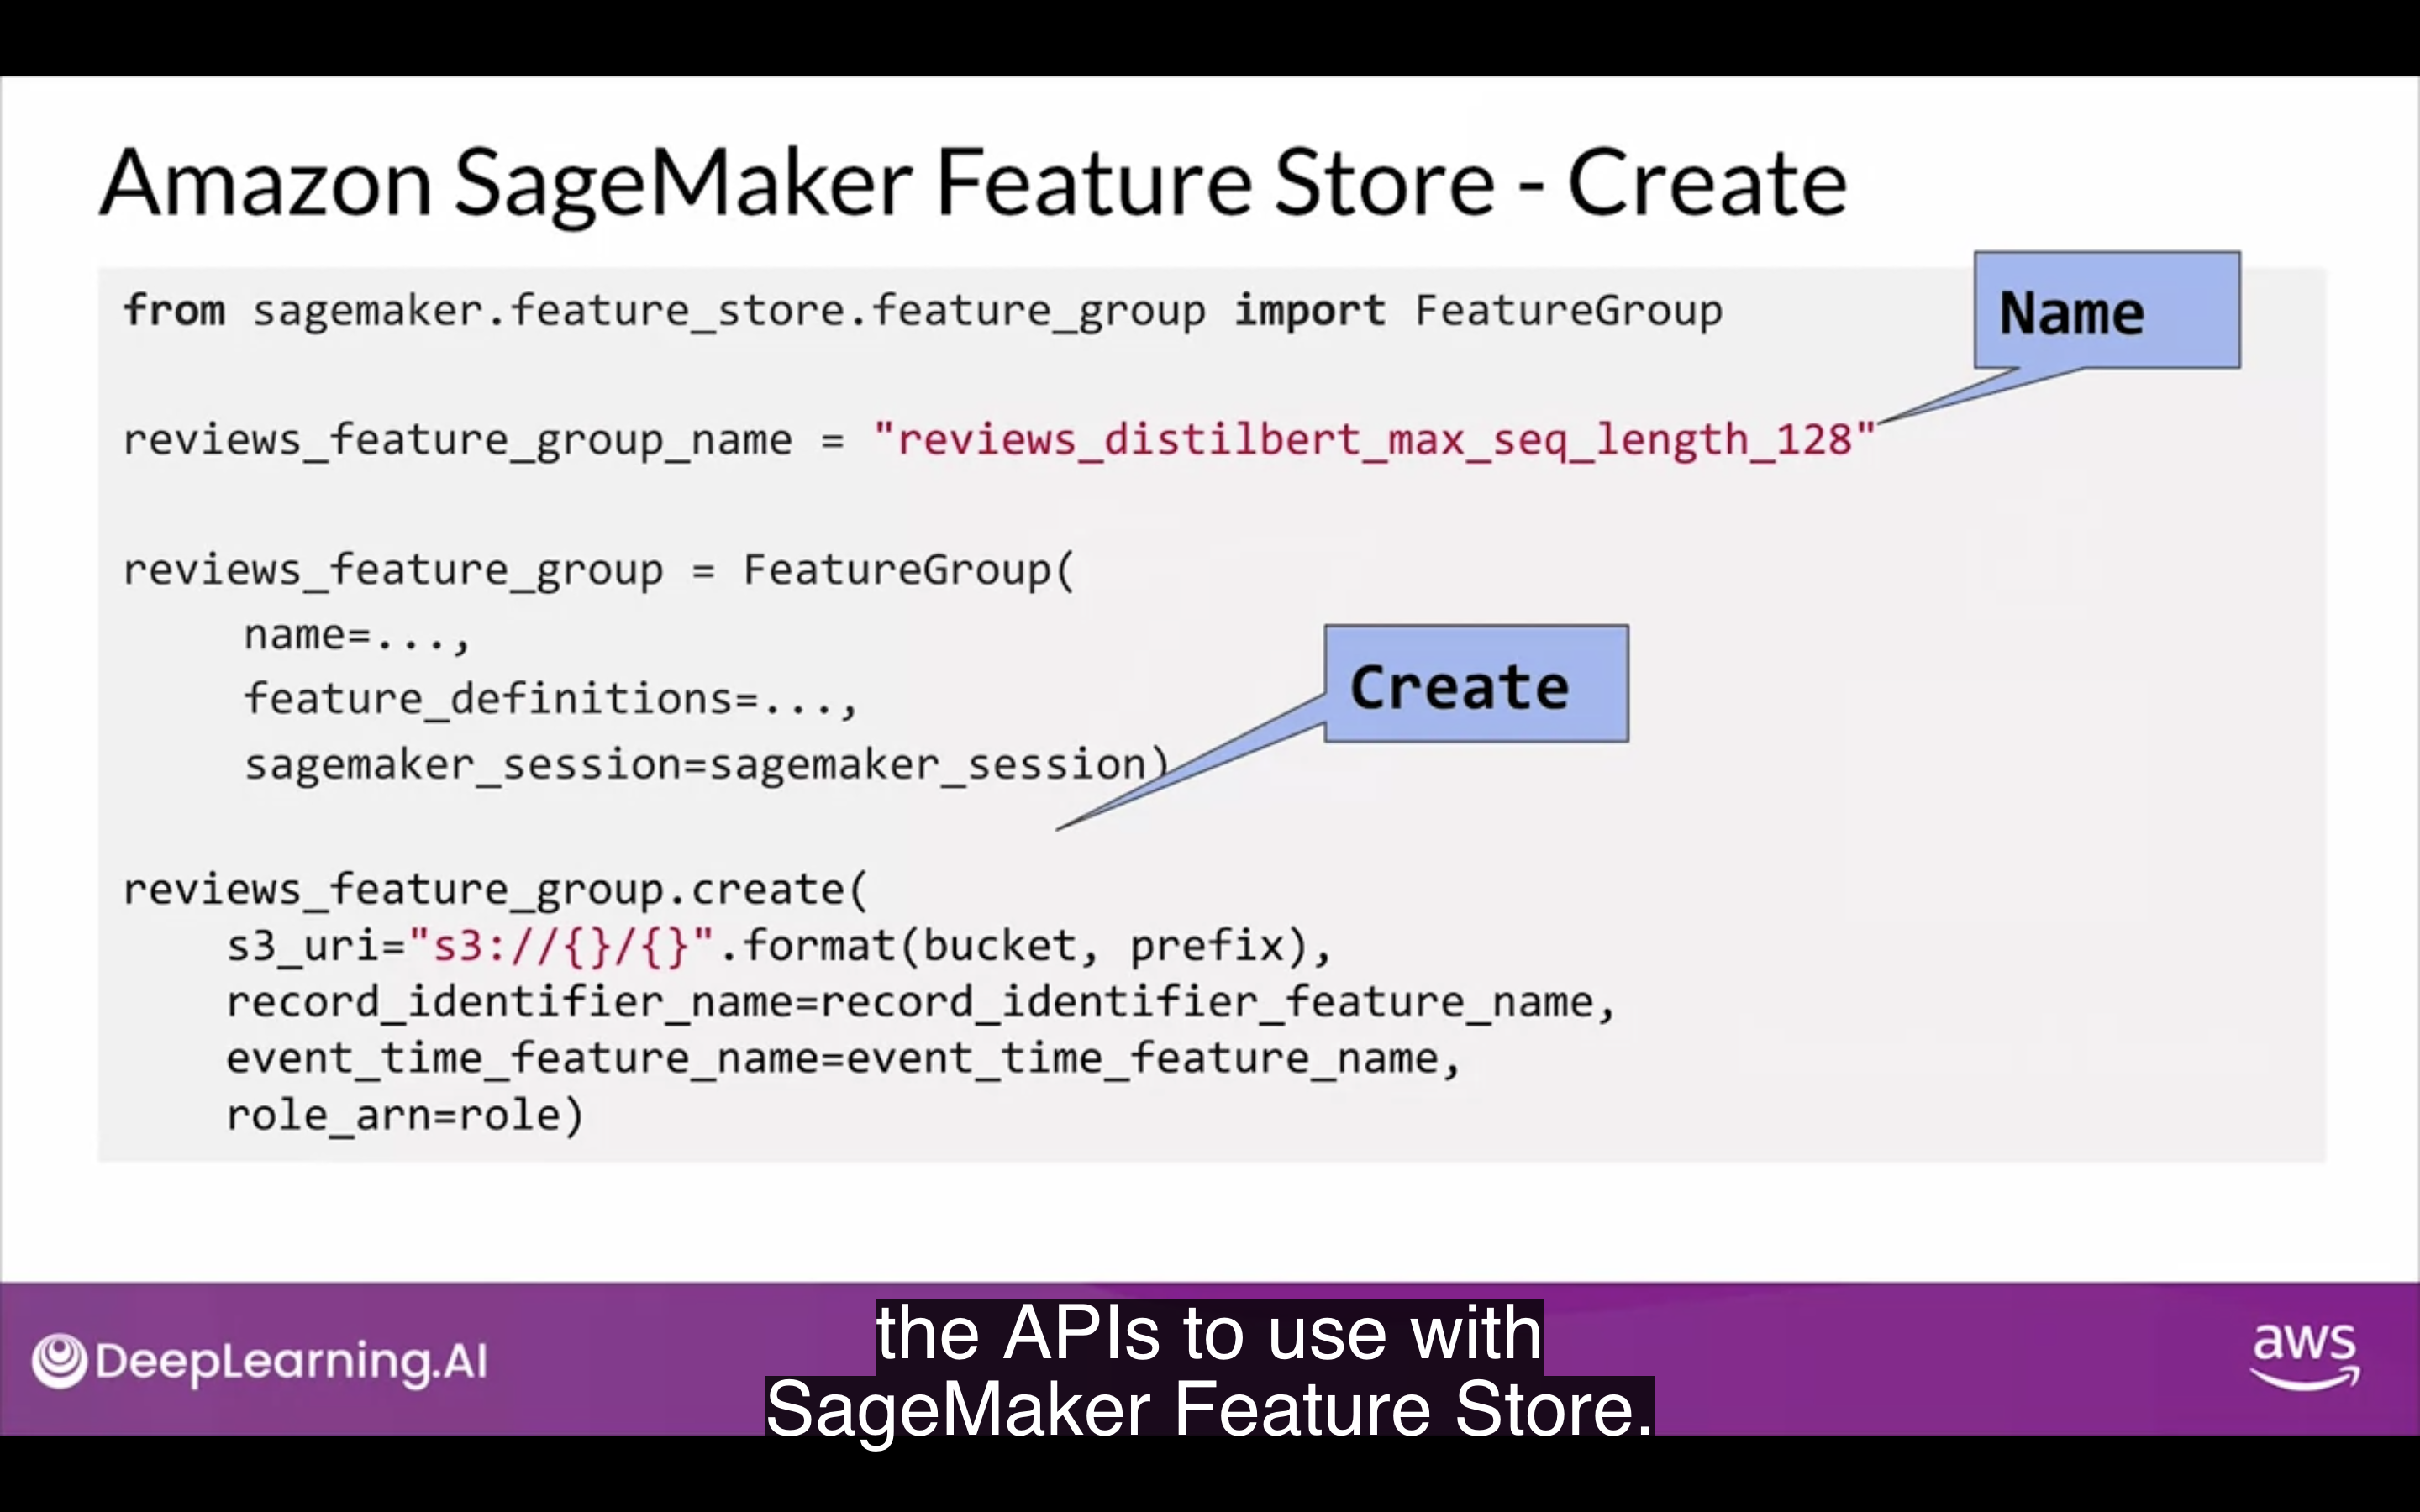 Amazon SageMaker Feature Store - Create
from sagemaker.feature_store.feature_group import FeatureGroup
Name
reviews_feature_group_name = "reviews_distilbert_max_seq_length_128"
reviews_feature_group = FeatureGroup(
name=...,
feature_definitions=...,
Create
sagemaker_session=sagemaker_session)
reviews_feature_group.create(
s3_uri="s3://{}/{}".format(bucket, prefix),
record_identifier_name=record_identifier_feature_name,
event_time_feature_name=event_time_feature_name,
role_arn=role)
DeepLearning.AI
the APIs to use with
SageMaker Feature Store.
aws